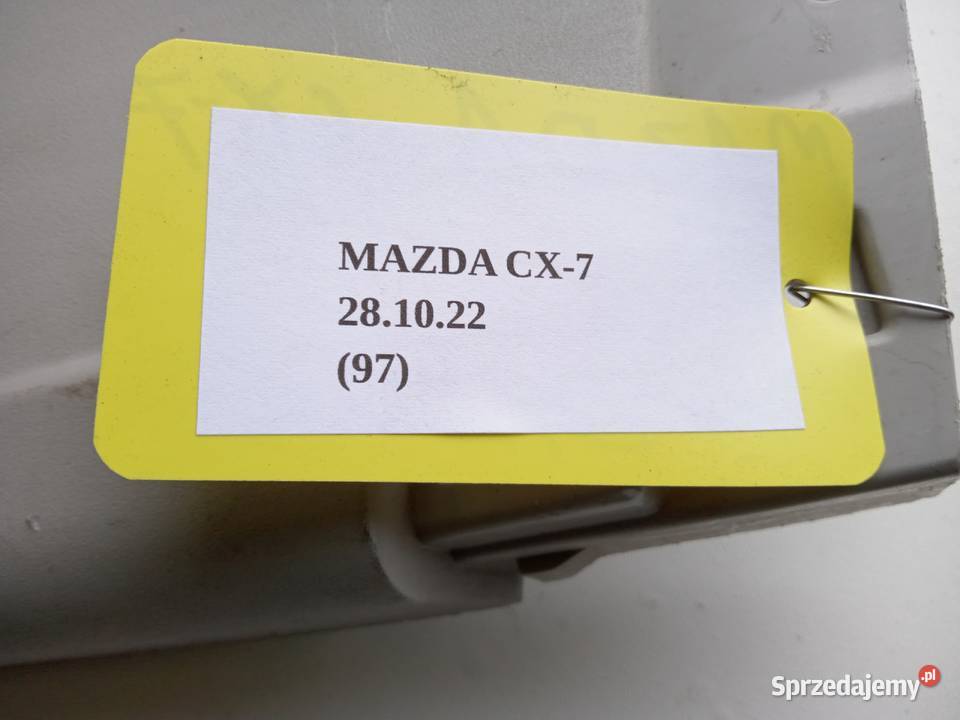 MAZDA CX-7
28.10.22
(97)
Sprzedajemy.pl